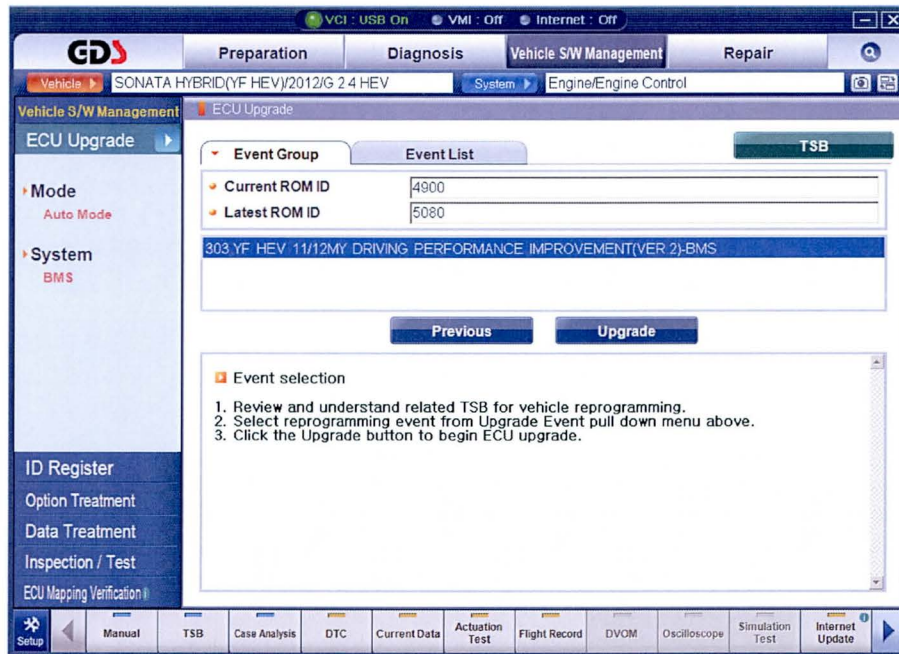 VCI : USB On VMI : Off Internet : Off
GDS Preparation Diagnosis Vehicle S/W Management Repair
Vehicle SONATA HYBRID(YF HEV)/2012/G 2.4 HEV System Engine/Engine Control
Vehicle S/W Management
ECU Upgrade
Mode
Auto Mode
System
BMS
ID Register
Option Treatment
Data Treatment
Inspection / Test
ECU Mapping Verification
ECU Upgrade
Event Group Event List TSB
Current ROM ID 4900
Latest ROM ID 5080
303.YF HEV 11/12MY DRIVING PERFORMANCE IMPROVEMENT(VER 2)-BMS
Previous Upgrade
Event selection
1. Review and understand related TSB for vehicle reprogramming.
2. Select reprogramming event from Upgrade Event pull down menu above.
3. Click the Upgrade button to begin ECU upgrade.
Setup Manual TSB Case Analysis DTC Current Data Actuation Test Flight Record DVOM Oscilloscope Simulation Test Internet Update